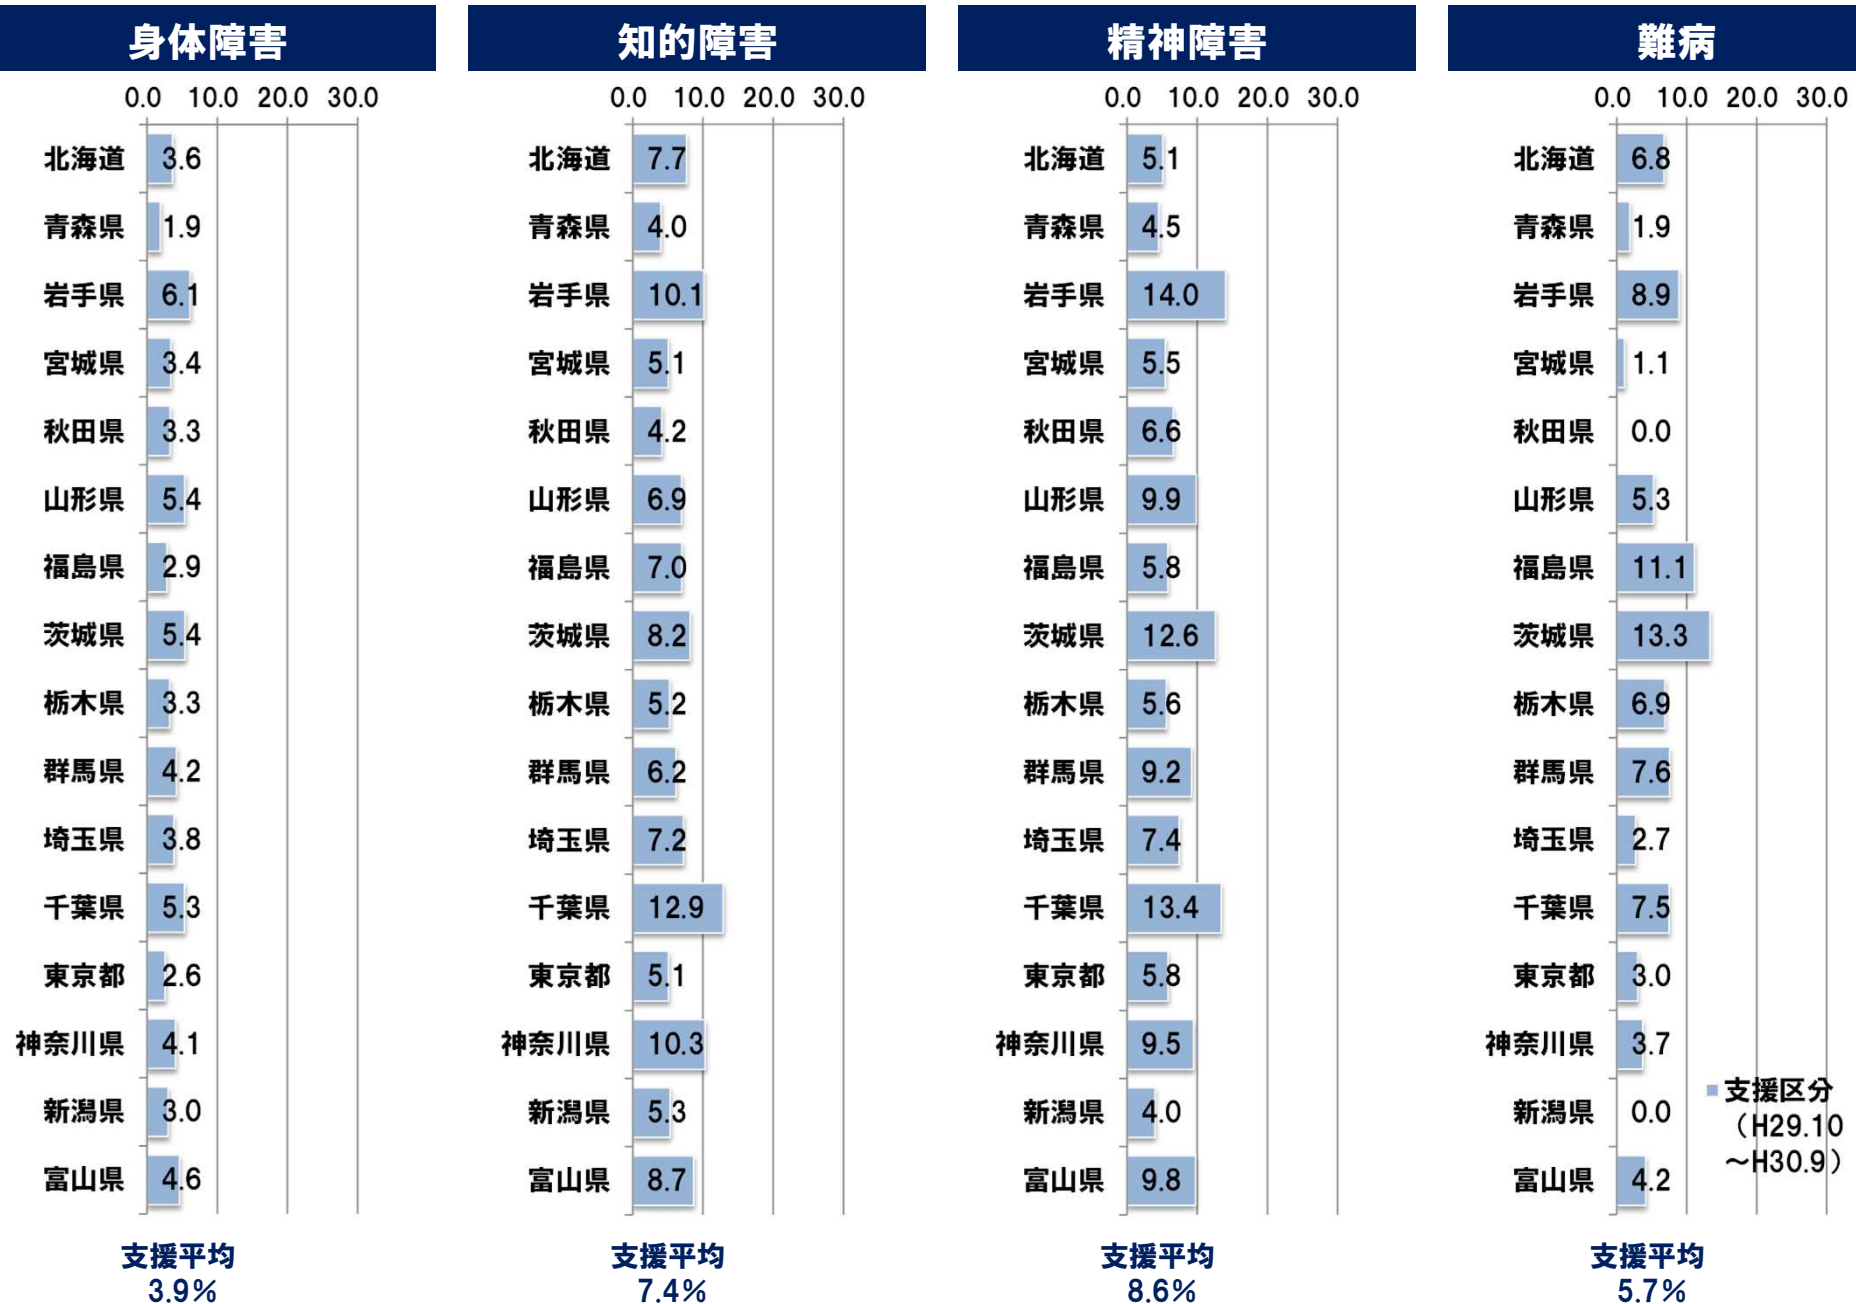 身体障害
0.0 10.0 20.0 30.0
北海道 3.6
青森県 1.9
岩手県 6.1
宮城県 3.4
秋田県 3.3
山形県 5.4
福島県 2.9
茨城県 5.4
栃木県 3.3
群馬県 4.2
埼玉県 3.8
千葉県 5.3
東京都 2.6
神奈川県 4.1
新潟県 3.0
富山県 4.6
支援平均
3.9%
知的障害
0.0 10.0 20.0 30.0
北海道 7.7
青森県 4.0
岩手県 10.1
宮城県 5.1
秋田県 4.2
山形県 6.9
福島県 7.0
茨城県 8.2
栃木県 5.2
群馬県 6.2
埼玉県 7.2
千葉県 12.9
東京都 5.1
神奈川県 10.3
新潟県 5.3
富山県 8.7
支援平均
7.4%
精神障害
0.0 10.0 20.0 30.0
北海道 5.1
青森県 4.5
岩手県 14.0
宮城県 5.5
秋田県 6.6
山形県 9.9
福島県 5.8
茨城県 12.6
栃木県 5.6
群馬県 9.2
埼玉県 7.4
千葉県 13.4
東京都 5.8
神奈川県 9.5
新潟県 4.0
富山県 9.8
支援平均
8.6%
難病
0.0 10.0 20.0 30.0
北海道 6.8
青森県 1.9
岩手県 8.9
宮城県 1.1
秋田県 0.0
山形県 5.3
福島県 11.1
茨城県 13.3
栃木県 6.9
群馬県 7.6
埼玉県 2.7
千葉県 7.5
東京都 3.0
神奈川県 3.7
新潟県 0.0
富山県 4.2
支援区分
（H29.10
～H30.9）
支援平均
5.7%